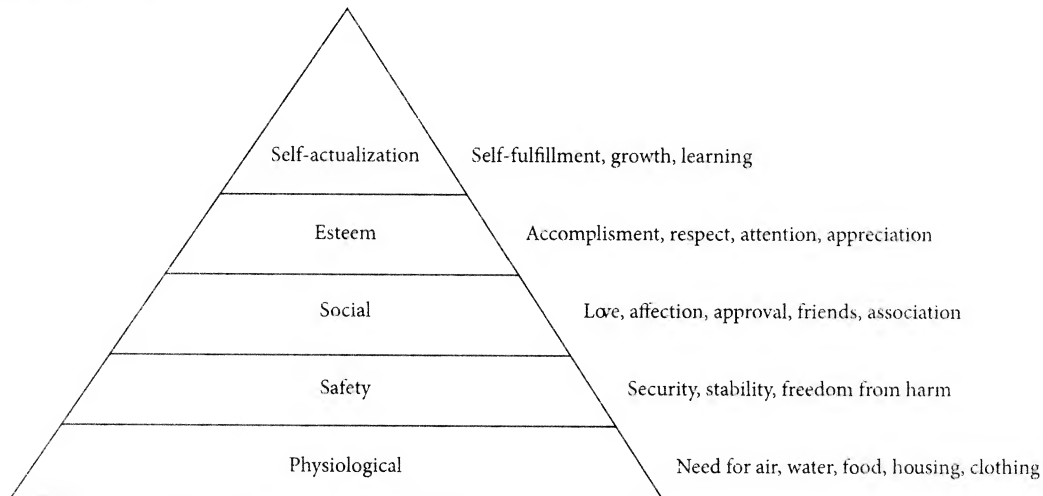 Self-actualization Self-fulfillment, growth, learning
Esteem Accomplisment, respect, attention, appreciation
Social Love, affection, approval, friends, association
Safety Security, stability, freedom from harm
Physiological Need for air, water, food, housing, clothing